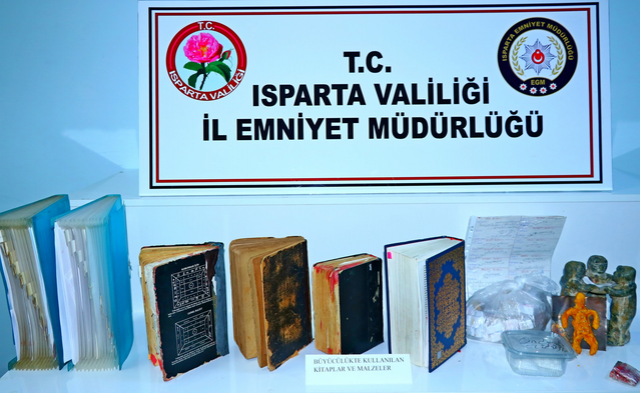 T.C.
ISPARTA VALİLİĞİ
T.C.
ISPARTA VALİLİĞİ
İL EMNİYET MÜDÜRLÜĞÜ
ISPARTA EMNİYET MÜDÜRLÜĞÜ
EGM
BÜYÜCÜLÜKTE KULLANILAN
KİTAPLAR VE MALZELER